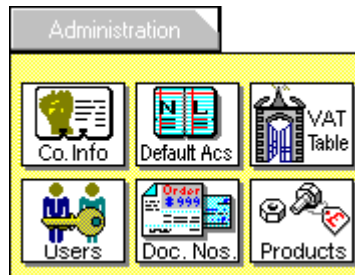 Administration
Co. Info
N L
Default Acs
VAT
Table
Users
Order
$999
Doc. Nos.
£
Products